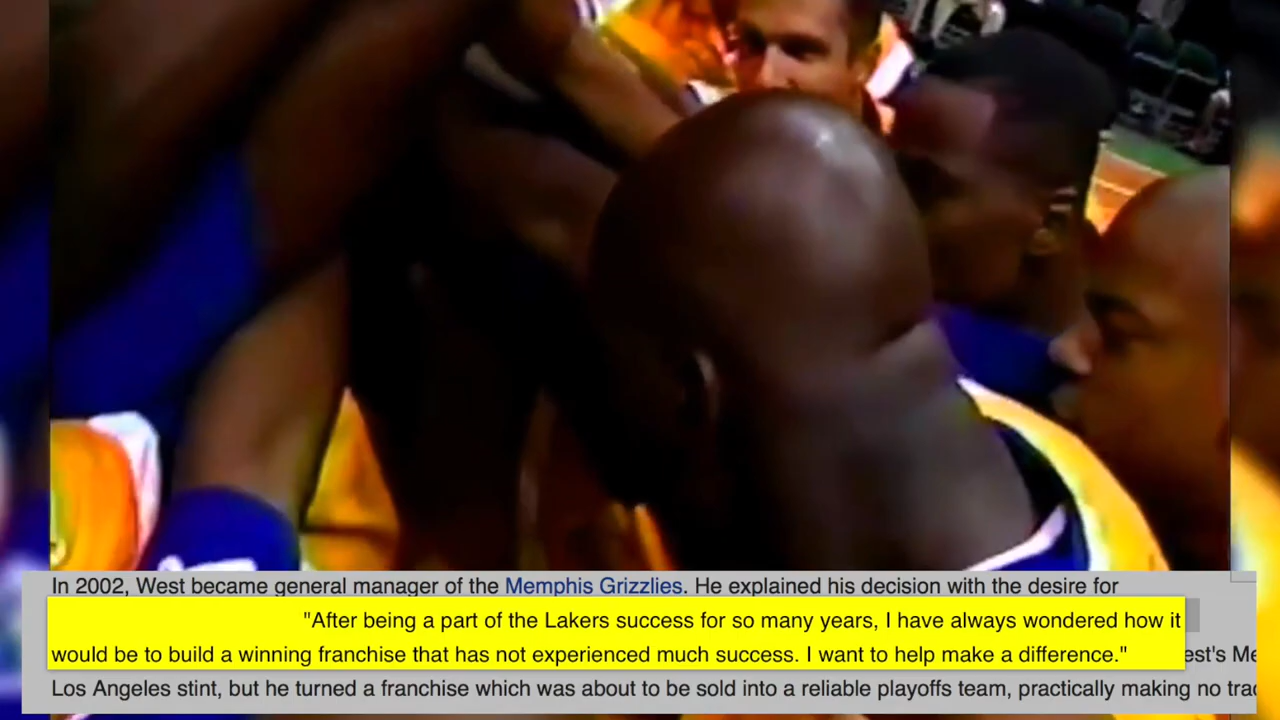 In 2002, West became general manager of the Memphis Grizzlies. He explained his decision with the desire for
"After being a part of the Lakers success for so many years, I have always wondered how it
would be to build a winning franchise that has not experienced much success. I want to help make a difference."
Los Angeles stint, but he turned a franchise which was about to be sold into a reliable playoffs team, practically making no